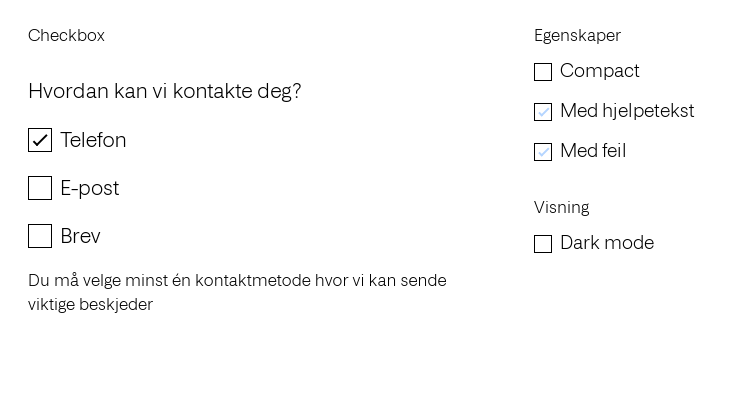 Checkbox
Hvordan kan vi kontakte deg?
Telefon
E-post
Brev
Du må velge minst én kontaktmetode hvor vi kan sende
viktige beskjeder
Egenskaper
Compact
Med hjelpetekst
Med feil
Visning
Dark mode